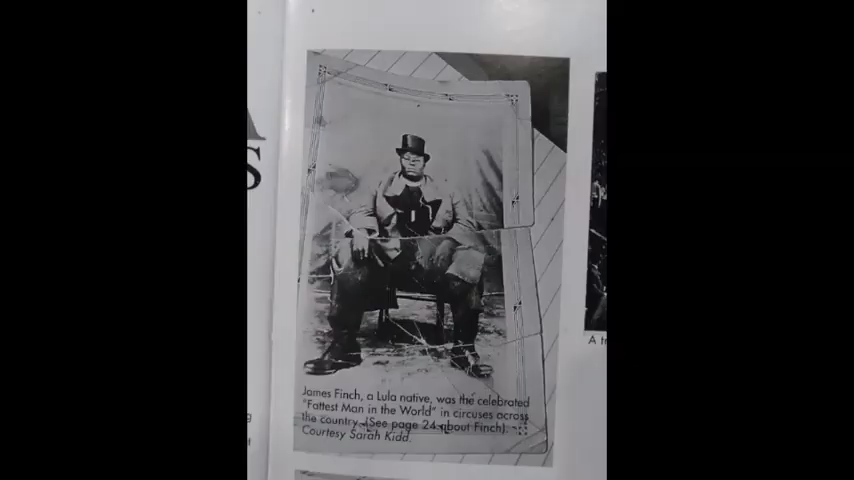 A
S
James Finch, a Lula native, was the celebrated
"Fattest Man in the World" in circuses across
the country. (See page 24 about Finch).
Courtesy Sarah Kidd.
A